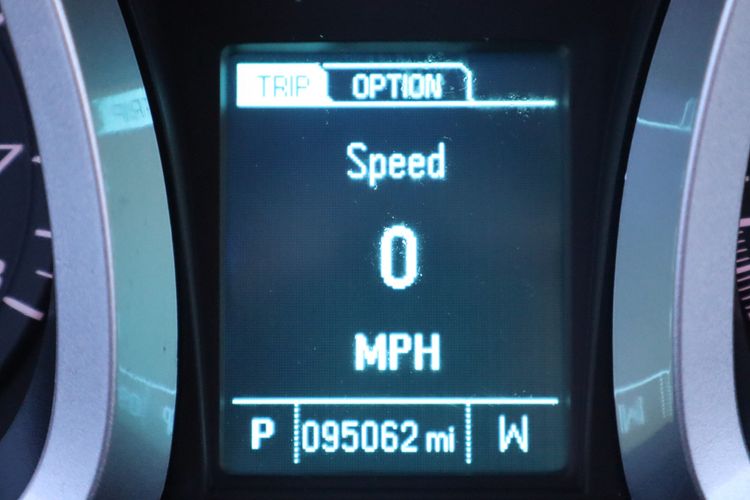 TRIP OPTION
Speed
0
MPH
P 095062 mi W